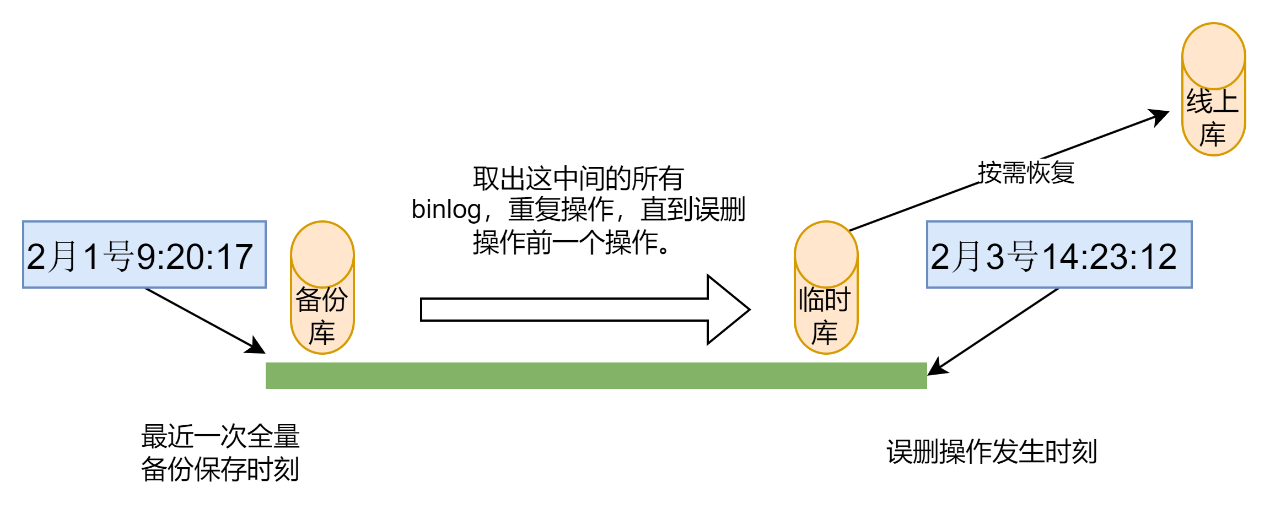 线上
库
按需恢复
取出这中间的所有
binlog，重复操作，直到误删
操作前一个操作。
2月1号9:20:17
备份
库
临时
库
2月3号14:23:12
最近一次全量
备份保存时刻
误删操作发生时刻